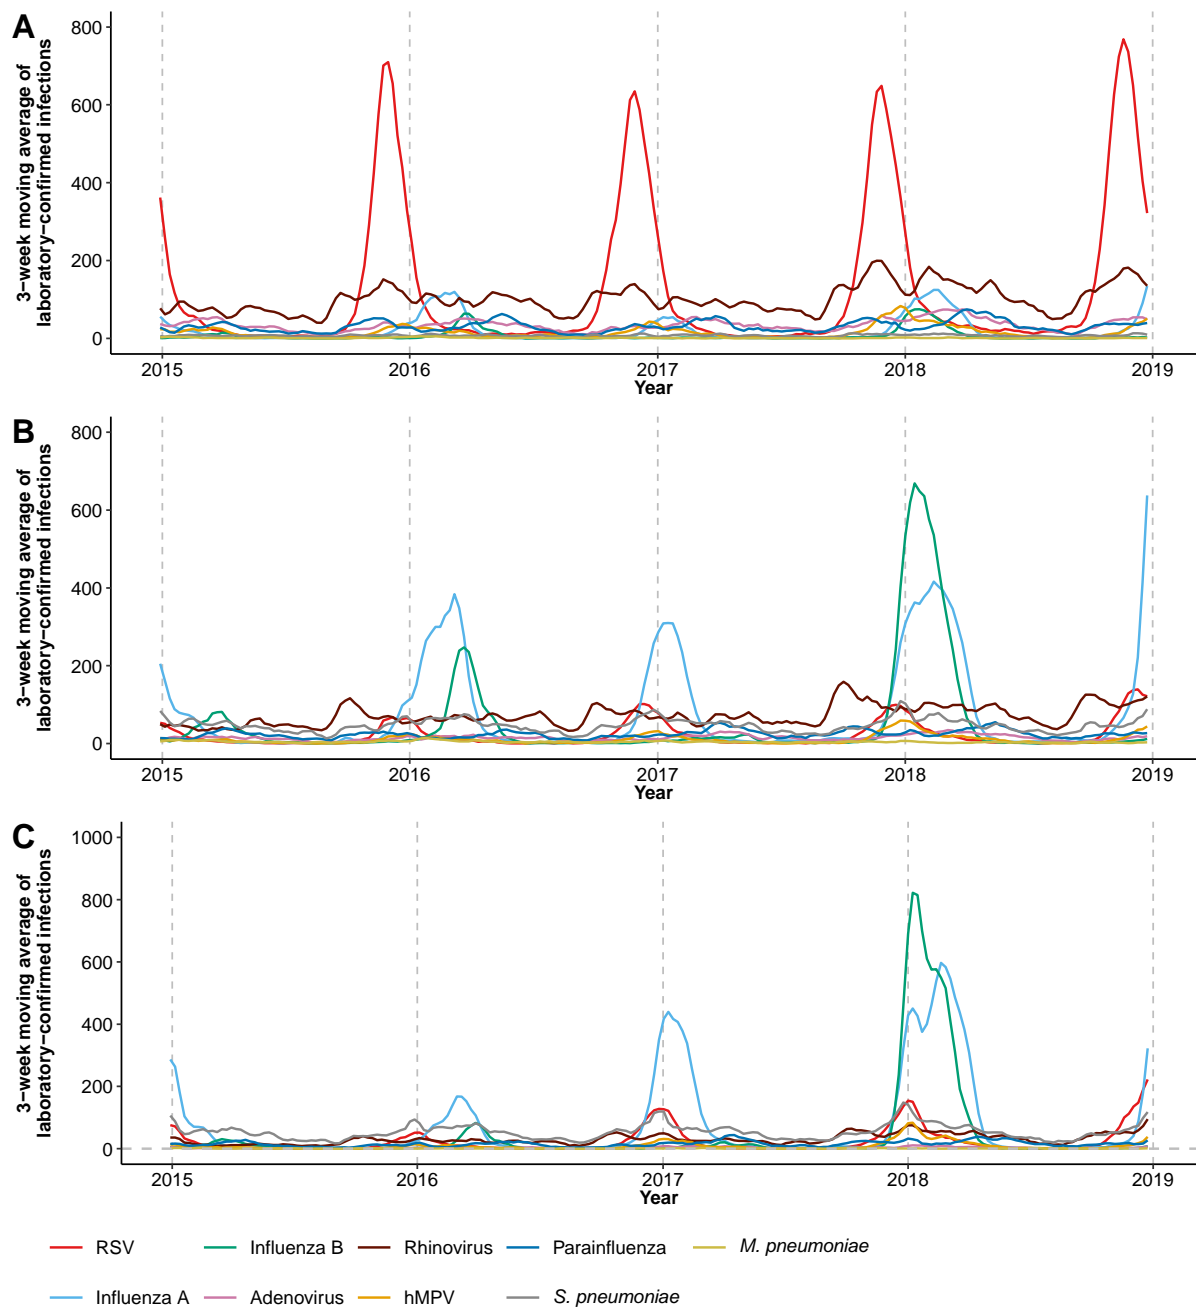 A
3−week moving average of
laboratory−confirmed infections
800
600
400
200
0
2015
2016
2017
2018
2019
Year
B
3−week moving average of
laboratory−confirmed infections
800
600
400
200
0
2015
2016
2017
2018
2019
Year
C
3−week moving average of
laboratory−confirmed infections
1000
800
600
400
200
0
2015
2016
2017
2018
2019
Year
RSV
Influenza B
Rhinovirus
Parainfluenza
M. pneumoniae
Influenza A
Adenovirus
hMPV
S. pneumoniae